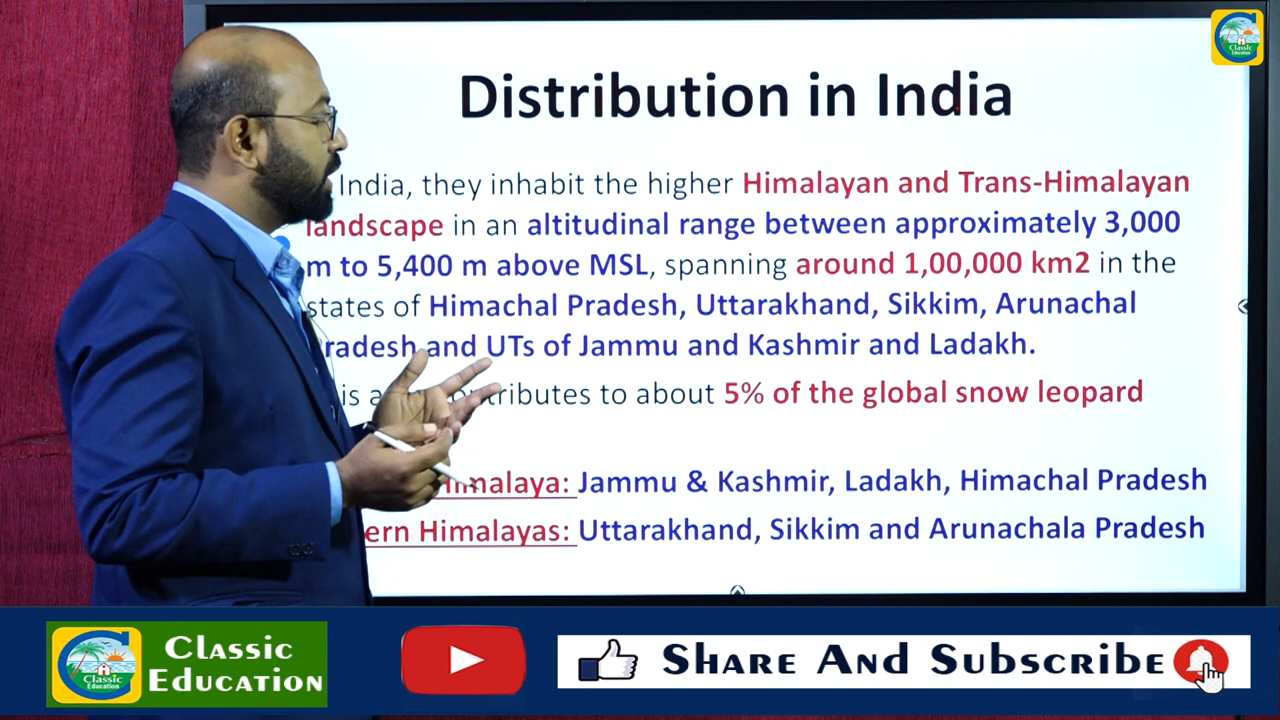 Classic
Education
Distribution in India
India, they inhabit the higher Himalayan and Trans-Himalayan
landscape in an altitudinal range between approximately 3,000
m to 5,400 m above MSL, spanning around 1,00,000 km2 in the
states of Himachal Pradesh, Uttarakhand, Sikkim, Arunachal
radesh and UTs of Jammu and Kashmir and Ladakh.
is to about 5% of the global snow leopard
Himalaya: Jammu & Kashmir, Ladakh, Himachal Pradesh
ern Himalayas: Uttarakhand, Sikkim and Arunachala Pradesh
Classic
Education
Classic
Education
Share And Subscribe